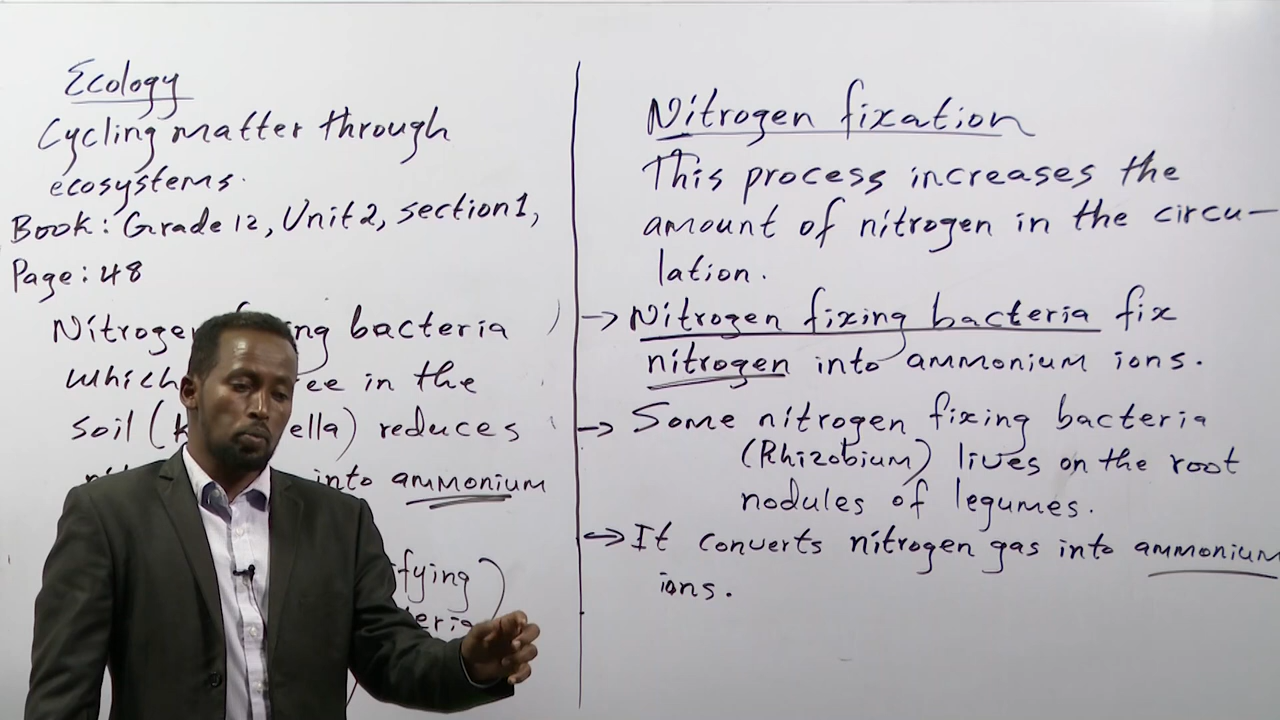 Ecology
Cycling matter through
ecosystems.
Book: Grade 12, Unit 2, section 1,
Page: 48
bacteria
which in the
soil ( ella) reduces
into ammonium
Nitrogen fixation
This process increases the
amount of nitrogen in the circu-
lation.
→ Nitrogen fixing bacteria fix
nitrogen into ammonium ions.
→ Some nitrogen fixing bacteria
(Rhizobium) lives on the root
nodules of legumes.
→ It converts nitrogen gas into ammonium
ions.